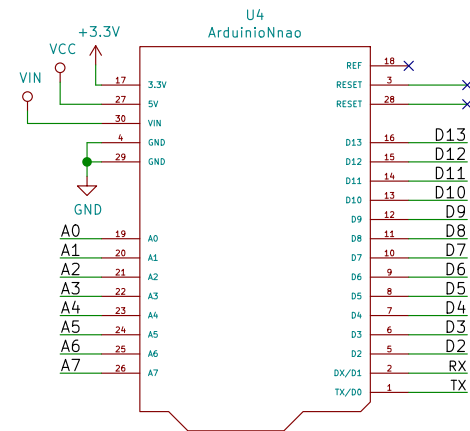 U4
ArduinioNnao
+3.3V
VCC
VIN
17 3.3V
27 5V
30 VIN
4 GND
29 GND
GND
A0 19 A0
A1 20 A1
A2 21 A2
A3 22 A3
A4 23 A4
A5 24 A5
A6 25 A6
A7 26 A7
REF 18
RESET 3
RESET 28
D13 16 D13
D12 15 D12
D11 14 D11
D10 13 D10
D9 12 D9
D8 11 D8
D7 10 D7
D6 9 D6
D5 8 D5
D4 7 D4
D3 6 D3
D2 5 D2
DX/D1 2 RX
TX/D0 1 TX